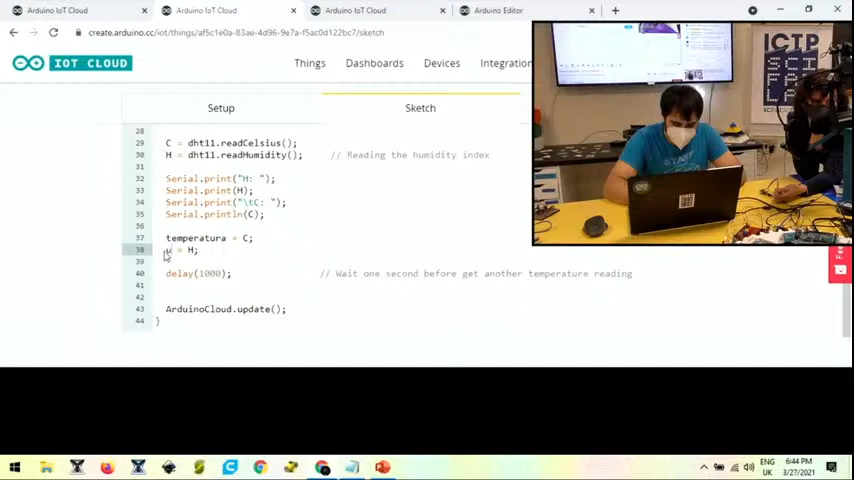 Arduino IoT Cloud
Arduino IoT Cloud
Arduino IoT Cloud
Arduino Editor
create.arduino.cc/iot/things/af5c1e0a-83ae-4d96-9e7a-f5ac0d122bc7/sketch
IOT CLOUD
Things
Dashboards
Devices
Integration
ICTP
Setup
Sketch
28
29 C = dht11.readCelsius();
30 H = dht11.readHumidity(); // Reading the humidity index
31
32 Serial.print("H: ");
33 Serial.print(H);
34 Serial.print("\tC: ");
35 Serial.println(C);
36
37 temperatura = C;
38 u = H;
39
40 delay(1000); // Wait one second before get another temperature reading
41
42
43 ArduinoCloud.update();
44 }
ENG
6:44 PM
UK
3/27/2021